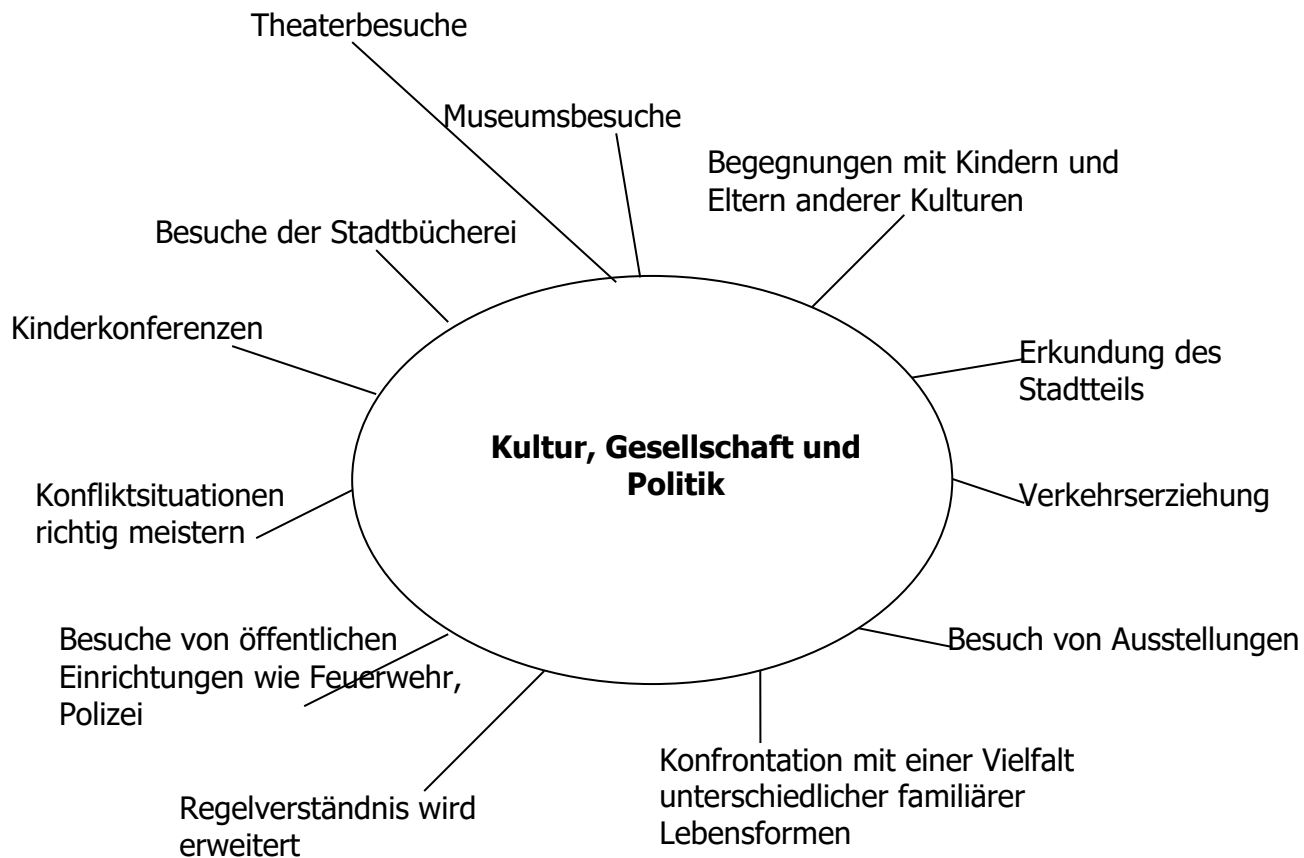 Theaterbesuche
Museumsbesuche
Begegnungen mit Kindern und
Eltern anderer Kulturen
Besuche der Stadtbücherei
Kinderkonferenzen
Erkundung des
Stadtteils
Kultur, Gesellschaft und
Politik
Konfliktsituationen
richtig meistern
Verkehrserziehung
Besuche von öffentlichen
Einrichtungen wie Feuerwehr,
Polizei
Besuch von Ausstellungen
Konfrontation mit einer Vielfalt
unterschiedlicher familiärer
Lebensformen
Regelverständnis wird
erweitert